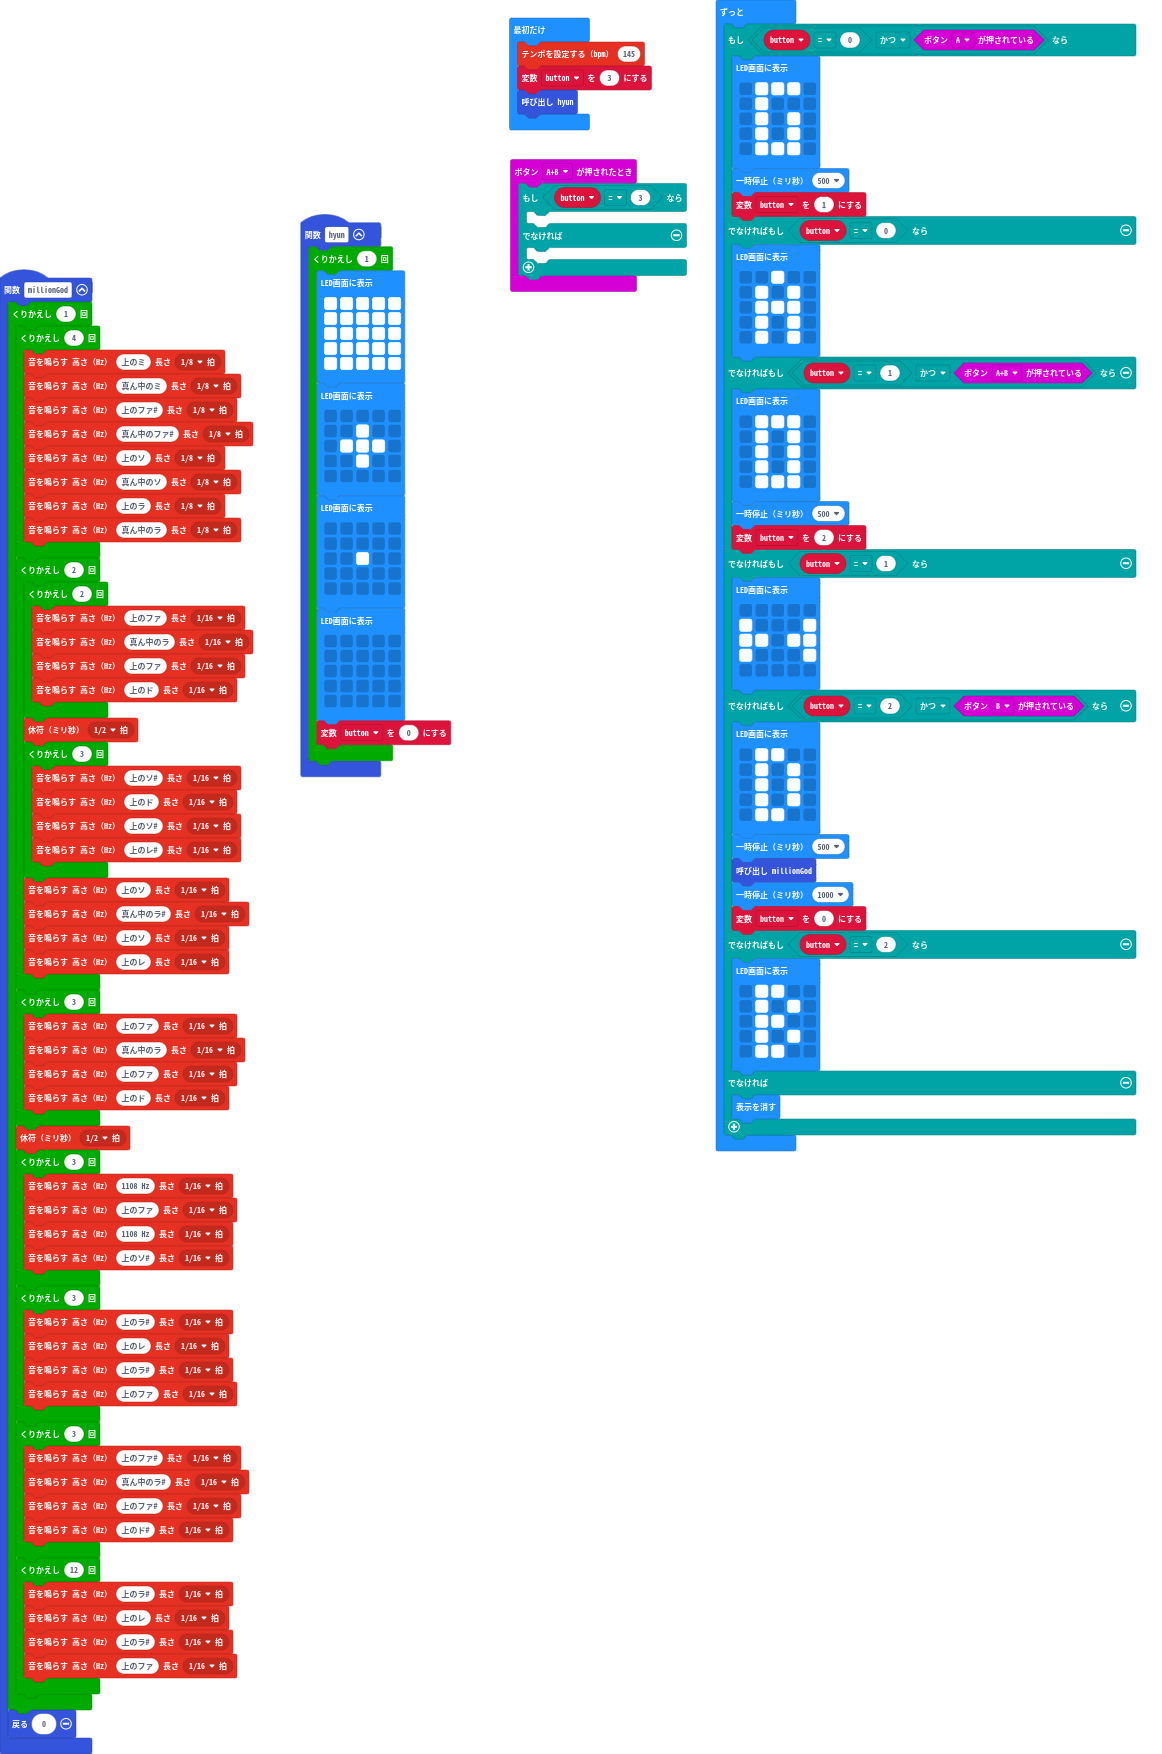 関数 millionGod
くりかえし 1 回
くりかえし 4 回
音を鳴らす 高さ (Hz) 上のミ 長さ 1/8 拍
音を鳴らす 高さ (Hz) 真ん中のミ 長さ 1/8 拍
音を鳴らす 高さ (Hz) 上のファ# 長さ 1/8 拍
音を鳴らす 高さ (Hz) 真ん中のファ# 長さ 1/8 拍
音を鳴らす 高さ (Hz) 上のソ 長さ 1/8 拍
音を鳴らす 高さ (Hz) 真ん中のソ 長さ 1/8 拍
音を鳴らす 高さ (Hz) 上のラ 長さ 1/8 拍
音を鳴らす 高さ (Hz) 真ん中のラ 長さ 1/8 拍
くりかえし 2 回
くりかえし 2 回
音を鳴らす 高さ (Hz) 上のファ 長さ 1/16 拍
音を鳴らす 高さ (Hz) 真ん中のラ 長さ 1/16 拍
音を鳴らす 高さ (Hz) 上のファ 長さ 1/16 拍
音を鳴らす 高さ (Hz) 上のド 長さ 1/16 拍
休符 (ミリ秒) 1/2 拍
くりかえし 3 回
音を鳴らす 高さ (Hz) 上のソ# 長さ 1/16 拍
音を鳴らす 高さ (Hz) 上のド 長さ 1/16 拍
音を鳴らす 高さ (Hz) 上のソ# 長さ 1/16 拍
音を鳴らす 高さ (Hz) 上のレ# 長さ 1/16 拍
音を鳴らす 高さ (Hz) 上のソ 長さ 1/16 拍
音を鳴らす 高さ (Hz) 真ん中のラ# 長さ 1/16 拍
音を鳴らす 高さ (Hz) 上のソ 長さ 1/16 拍
音を鳴らす 高さ (Hz) 上のレ 長さ 1/16 拍
くりかえし 3 回
音を鳴らす 高さ (Hz) 上のファ 長さ 1/16 拍
音を鳴らす 高さ (Hz) 真ん中のラ 長さ 1/16 拍
音を鳴らす 高さ (Hz) 上のファ 長さ 1/16 拍
音を鳴らす 高さ (Hz) 上のド 長さ 1/16 拍
休符 (ミリ秒) 1/2 拍
くりかえし 3 回
音を鳴らす 高さ (Hz) 1108 Hz 長さ 1/16 拍
音を鳴らす 高さ (Hz) 上のファ 長さ 1/16 拍
音を鳴らす 高さ (Hz) 1108 Hz 長さ 1/16 拍
音を鳴らす 高さ (Hz) 上のソ# 長さ 1/16 拍
くりかえし 3 回
音を鳴らす 高さ (Hz) 上のラ# 長さ 1/16 拍
音を鳴らす 高さ (Hz) 上のレ 長さ 1/16 拍
音を鳴らす 高さ (Hz) 上のラ# 長さ 1/16 拍
音を鳴らす 高さ (Hz) 上のファ 長さ 1/16 拍
くりかえし 3 回
音を鳴らす 高さ (Hz) 上のファ# 長さ 1/16 拍
音を鳴らす 高さ (Hz) 真ん中のラ# 長さ 1/16 拍
音を鳴らす 高さ (Hz) 上のファ# 長さ 1/16 拍
音を鳴らす 高さ (Hz) 上のド# 長さ 1/16 拍
くりかえし 12 回
音を鳴らす 高さ (Hz) 上のラ# 長さ 1/16 拍
音を鳴らす 高さ (Hz) 上のレ 長さ 1/16 拍
音を鳴らす 高さ (Hz) 上のラ# 長さ 1/16 拍
音を鳴らす 高さ (Hz) 上のファ 長さ 1/16 拍
戻る 0
関数 hyun
くりかえし 1 回
LED画面に表示
LED画面に表示
LED画面に表示
LED画面に表示
変数 button を 0 にする
最初だけ
テンポを設定する (bpm) 145
変数 button を 3 にする
呼び出し hyun
ボタン A+B が押されたとき
もし button = 3 なら
でなければ
ずっと
もし button = 0 かつ ボタン A が押されている なら
LED画面に表示
一時停止 (ミリ秒) 500
変数 button を 1 にする
でなければもし button = 0 なら
LED画面に表示
でなければもし button = 1 かつ ボタン A+B が押されている なら
LED画面に表示
一時停止 (ミリ秒) 500
変数 button を 2 にする
でなければもし button = 1 なら
LED画面に表示
でなければもし button = 2 かつ ボタン B が押されている なら
LED画面に表示
一時停止 (ミリ秒) 500
呼び出し millionGod
一時停止 (ミリ秒) 1000
変数 button を 0 にする
でなければもし button = 2 なら
LED画面に表示
でなければ
表示を消す